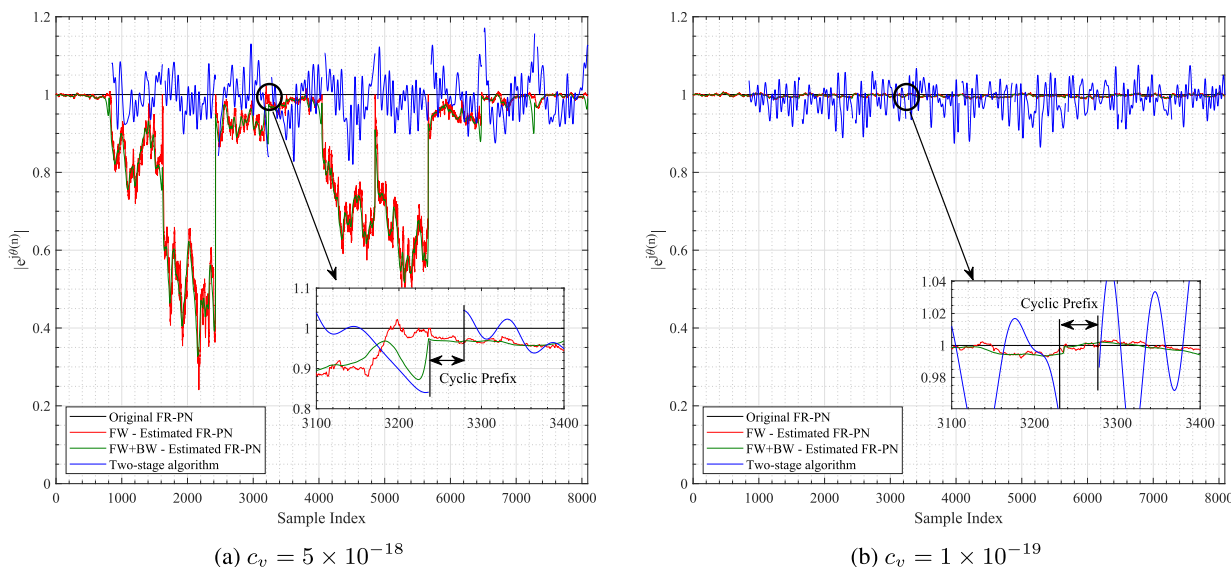 1.2
1
0.8
0.6
0.4
0.2
0
|e^{jθ(n)}|
0 1000 2000 3000 4000 5000 6000 7000 8000
Sample Index
1.1
1
0.9
0.8
3100 3200 3300 3400
Cyclic Prefix
Original FR-PN
FW - Estimated FR-PN
FW+BW - Estimated FR-PN
Two-stage algorithm
(a) c_v = 5 × 10^{-18}
1.2
1
0.8
0.6
0.4
0.2
0
|e^{jθ(n)}|
0 1000 2000 3000 4000 5000 6000 7000 8000
Sample Index
1.04
1.02
1
0.98
3100 3200 3300 3400
Cyclic Prefix
Original FR-PN
FW - Estimated FR-PN
FW+BW - Estimated FR-PN
Two-stage algorithm
(b) c_v = 1 × 10^{-19}